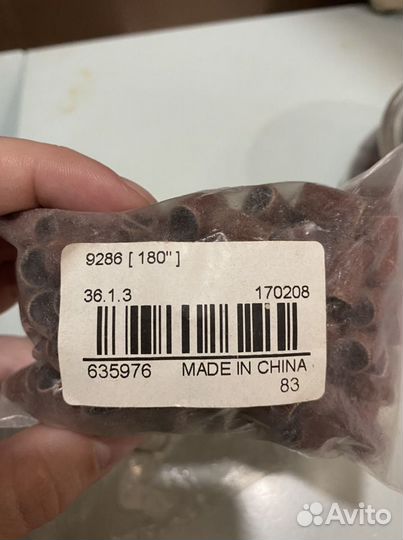 9286 [ 180" ]
36.1.3 170208
635976 MADE IN CHINA
83
Avito